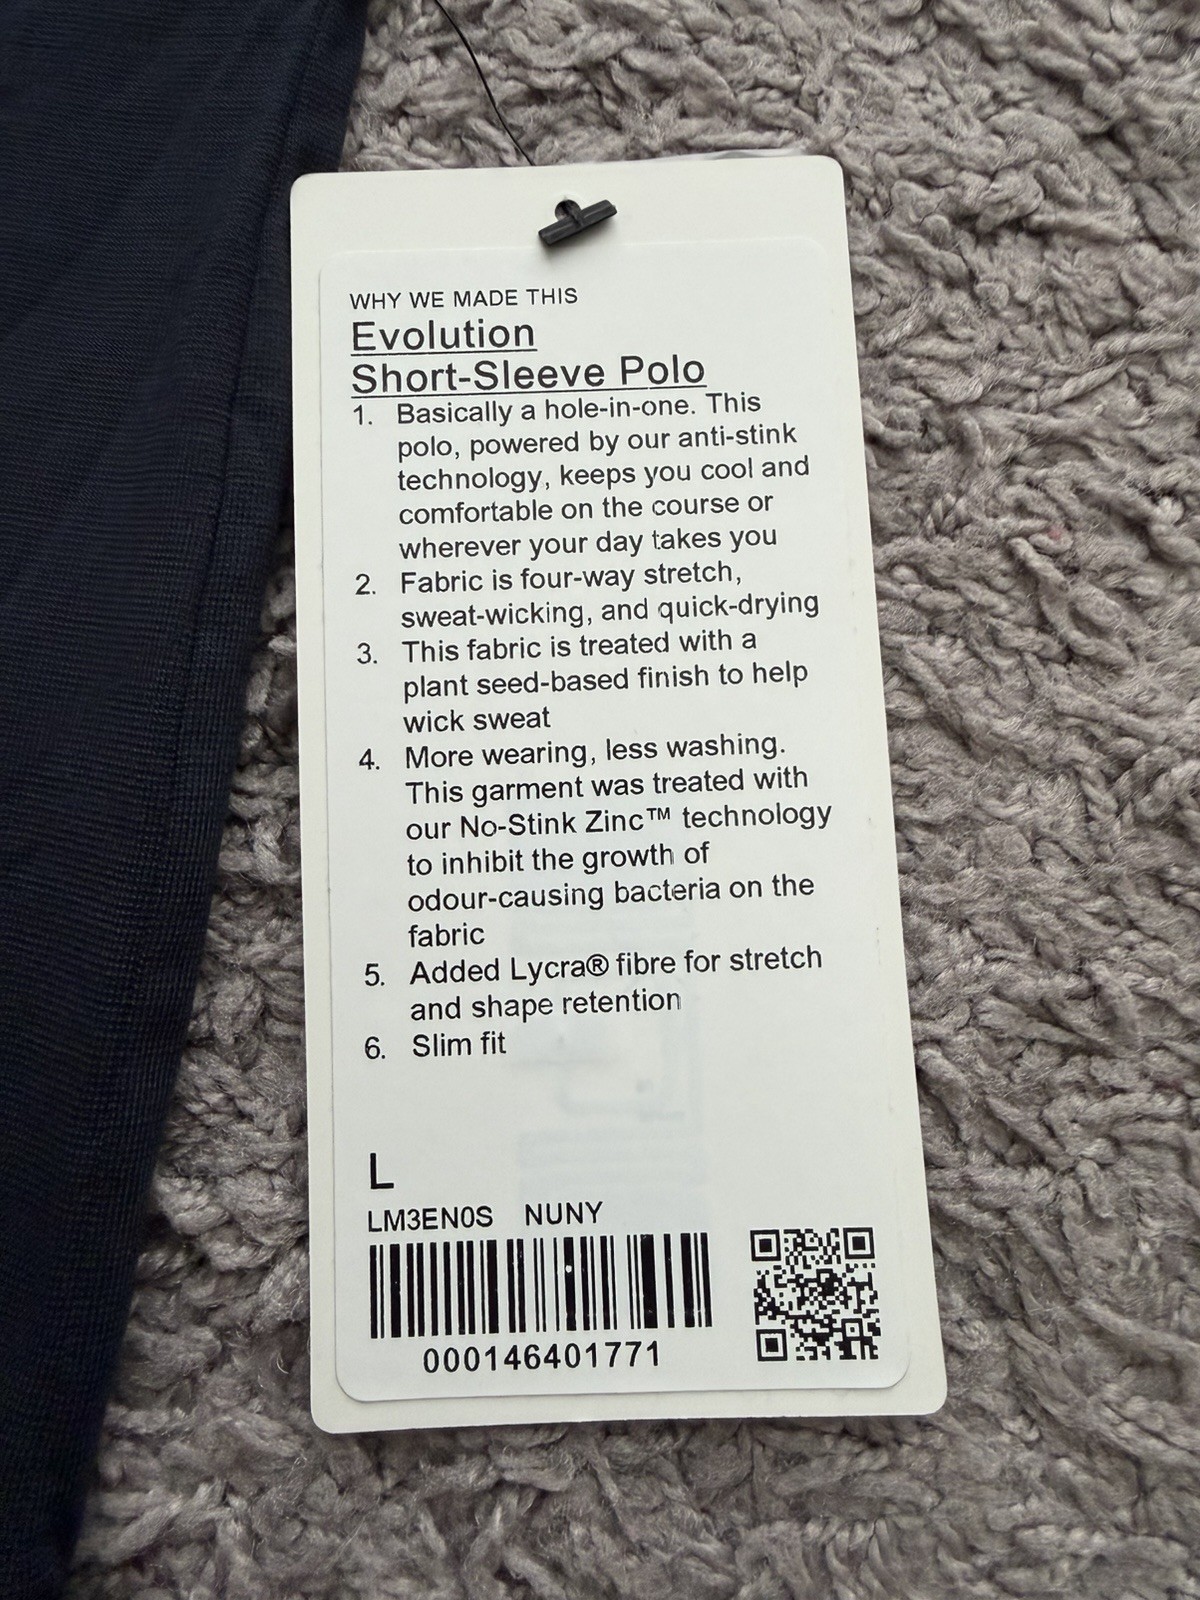 WHY WE MADE THIS
Evolution
Short-Sleeve Polo
1. Basically a hole-in-one. This
polo, powered by our anti-stink
technology, keeps you cool and
comfortable on the course or
wherever your day takes you
2. Fabric is four-way stretch,
sweat-wicking, and quick-drying
3. This fabric is treated with a
plant seed-based finish to help
wick sweat
4. More wearing, less washing.
This garment was treated with
our No-Stink Zinc™ technology
to inhibit the growth of
odour-causing bacteria on the
fabric
5. Added Lycra® fibre for stretch
and shape retention
6. Slim fit
L
LM3EN0S NUNY
000146401771